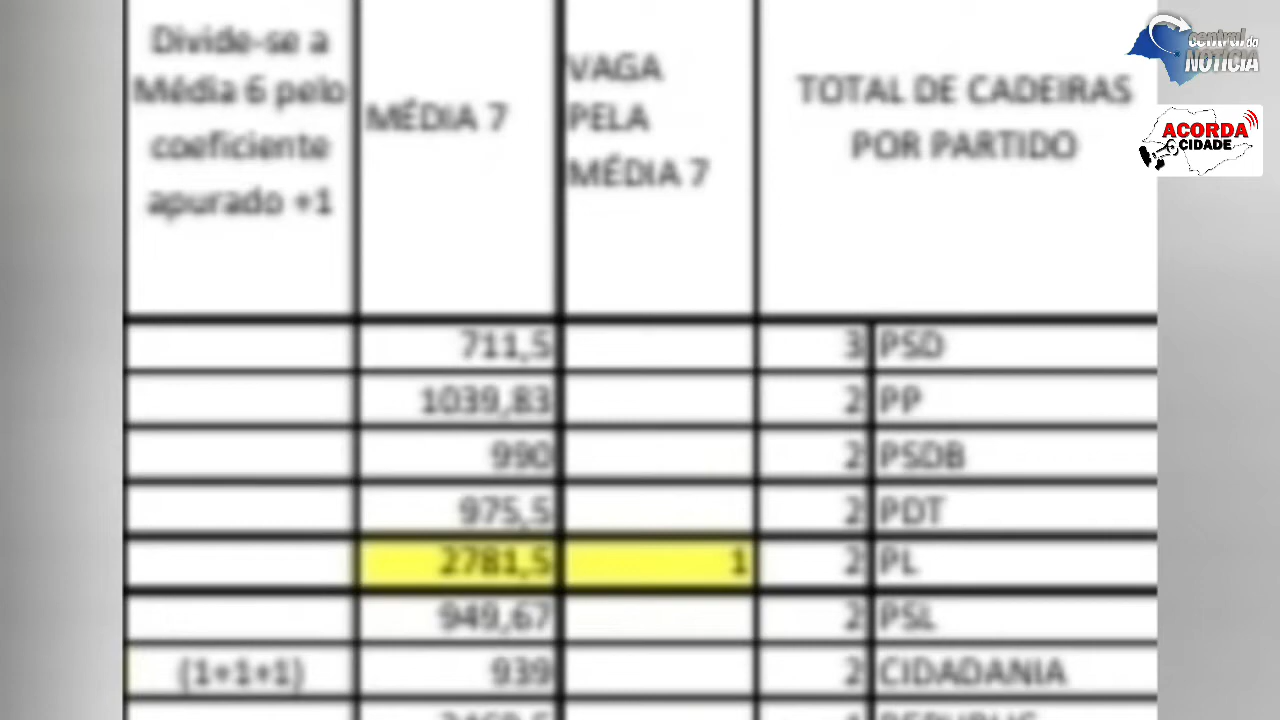 Divide-se a
Média 6 pelo
coeficiente
apurado +1
MÉDIA 7
VAGA
PELA
MÉDIA 7
TOTAL DE CADEIRAS
POR PARTIDO
central da
NOTÍCIA
ACORDA
CIDADE
711,5 3 PSD
1039,83 2 PP
990 2 PSDB
975,5 2 PDT
2781,5 1 2 PL
949,67 2 PSL
(1+1+1) 939 2 CIDADANIA